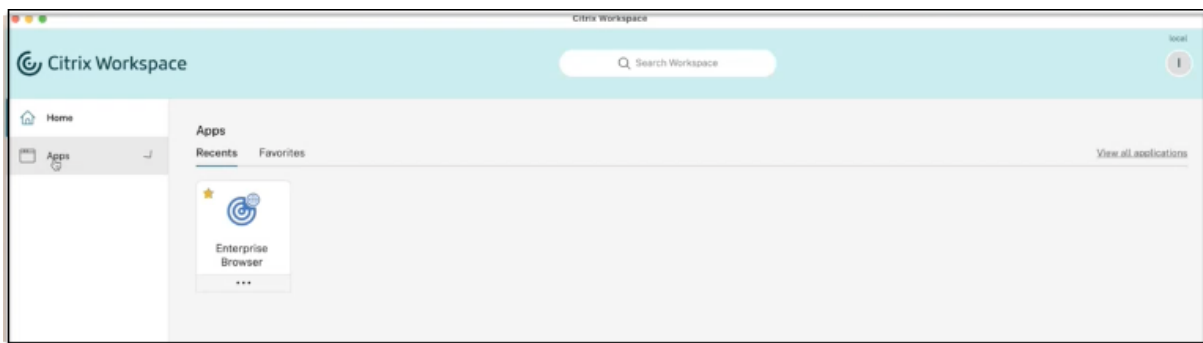 Citrix Workspace
local
Citrix Workspace
Search Workspace
I
Home
Apps
Apps
Recents Favorites View all applications
Enterprise
Browser
•••